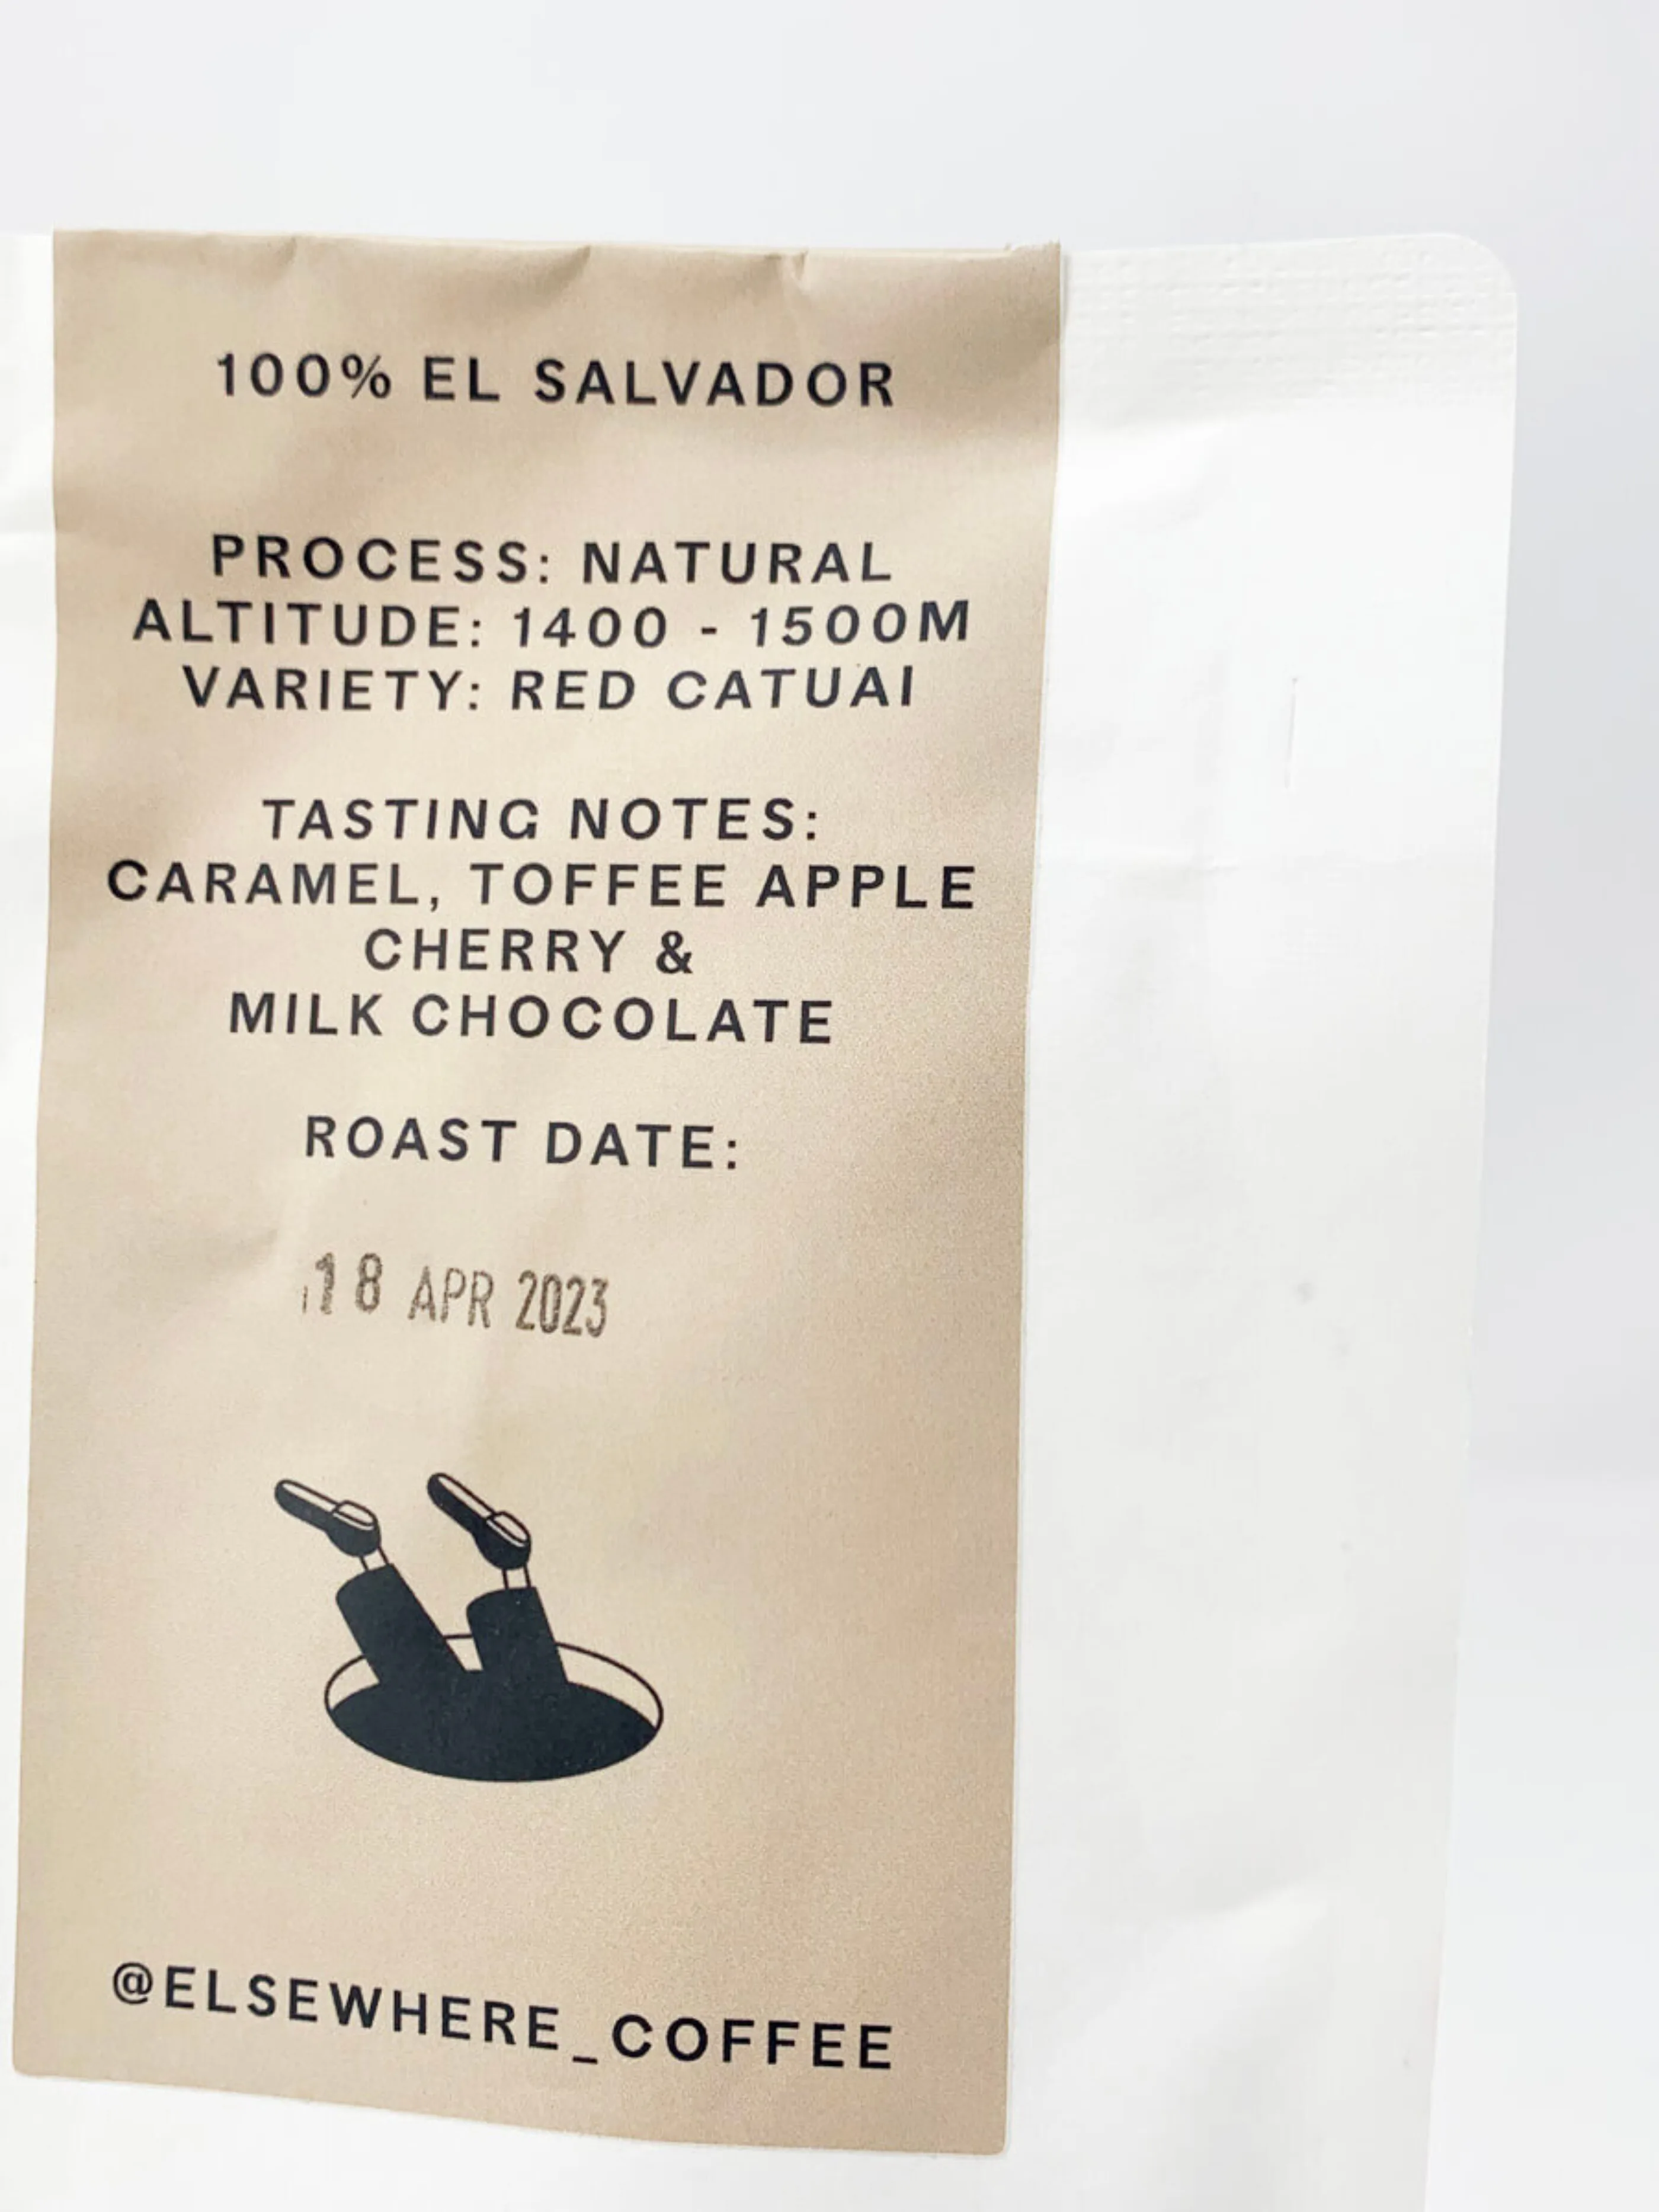 100% EL SALVADOR
PROCESS: NATURAL
ALTITUDE: 1400 - 1500M
VARIETY: RED CATUAI
TASTING NOTES:
CARAMEL, TOFFEE APPLE
CHERRY &
MILK CHOCOLATE
ROAST DATE:
18 APR 2023
@ELSEWHERE_COFFEE